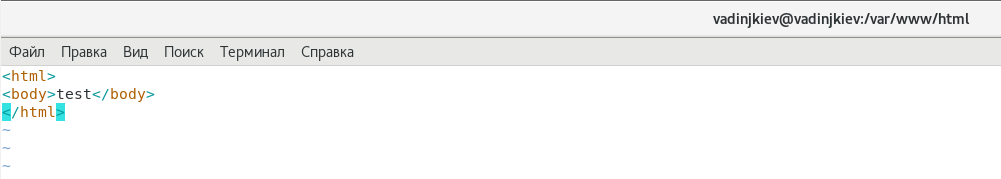 vadinjkiev@vadinjkiev:/var/www/html
Файл Правка Вид Поиск Терминал Справка
<html>
<body>test</body>
</html>
~
~
~